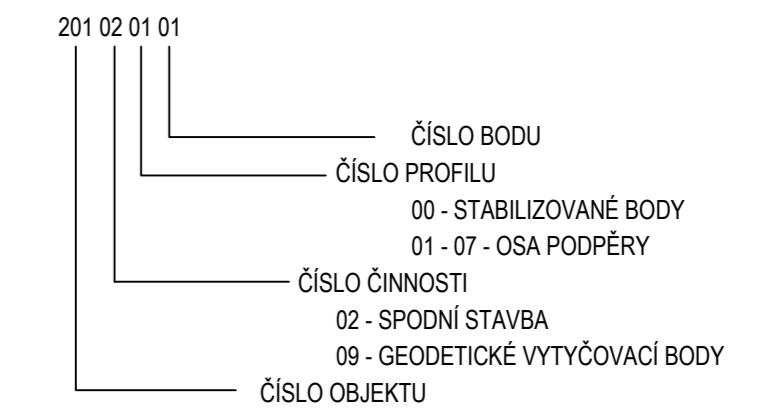 201 02 01 01
ČÍSLO BODU
ČÍSLO PROFILU
00 - STABILIZOVANÉ BODY
01 - 07 - OSA PODPĚRY
ČÍSLO ČINNOSTI
02 - SPODNÍ STAVBA
09 - GEODETICKÉ VYTYČOVACÍ BODY
ČÍSLO OBJEKTU